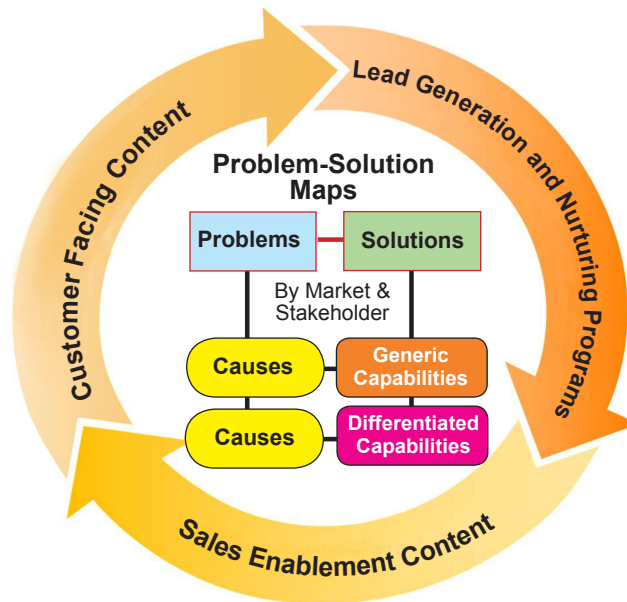 Customer Facing Content
Lead Generation and Nurturing Programs
Problem-Solution
Maps
Problems
Solutions
By Market &
Stakeholder
Causes
Generic
Capabilities
Causes
Differentiated
Capabilities
Sales Enablement Content